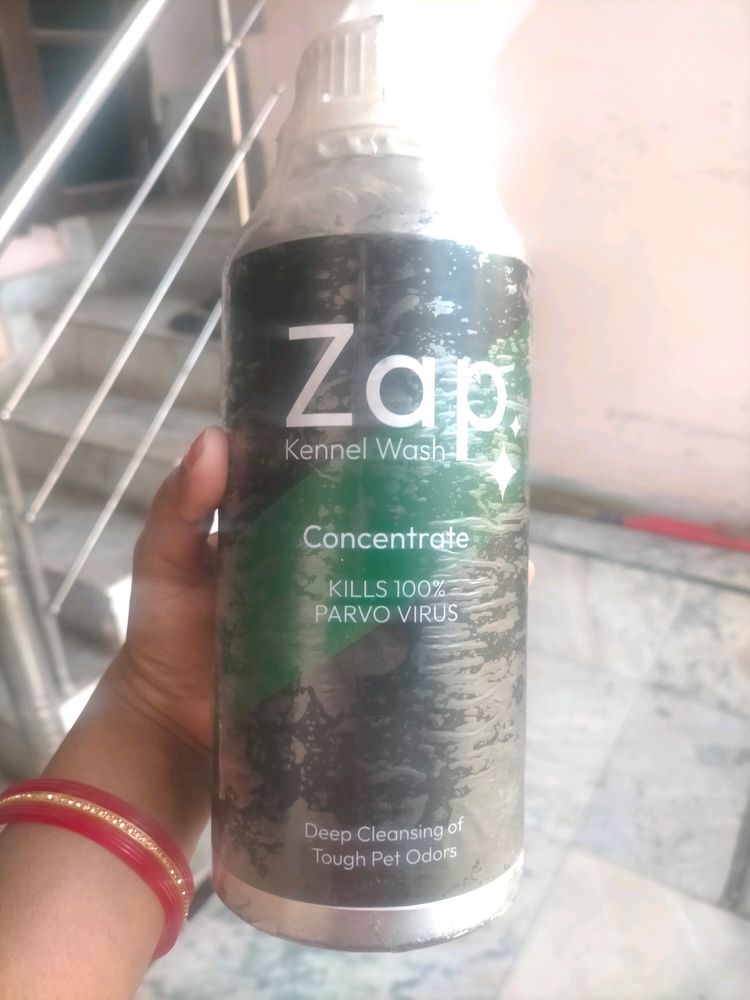 Zap
Kennel Wash
Concentrate
KILLS 100%
PARVO VIRUS
Deep Cleansing of
Tough Pet Odors